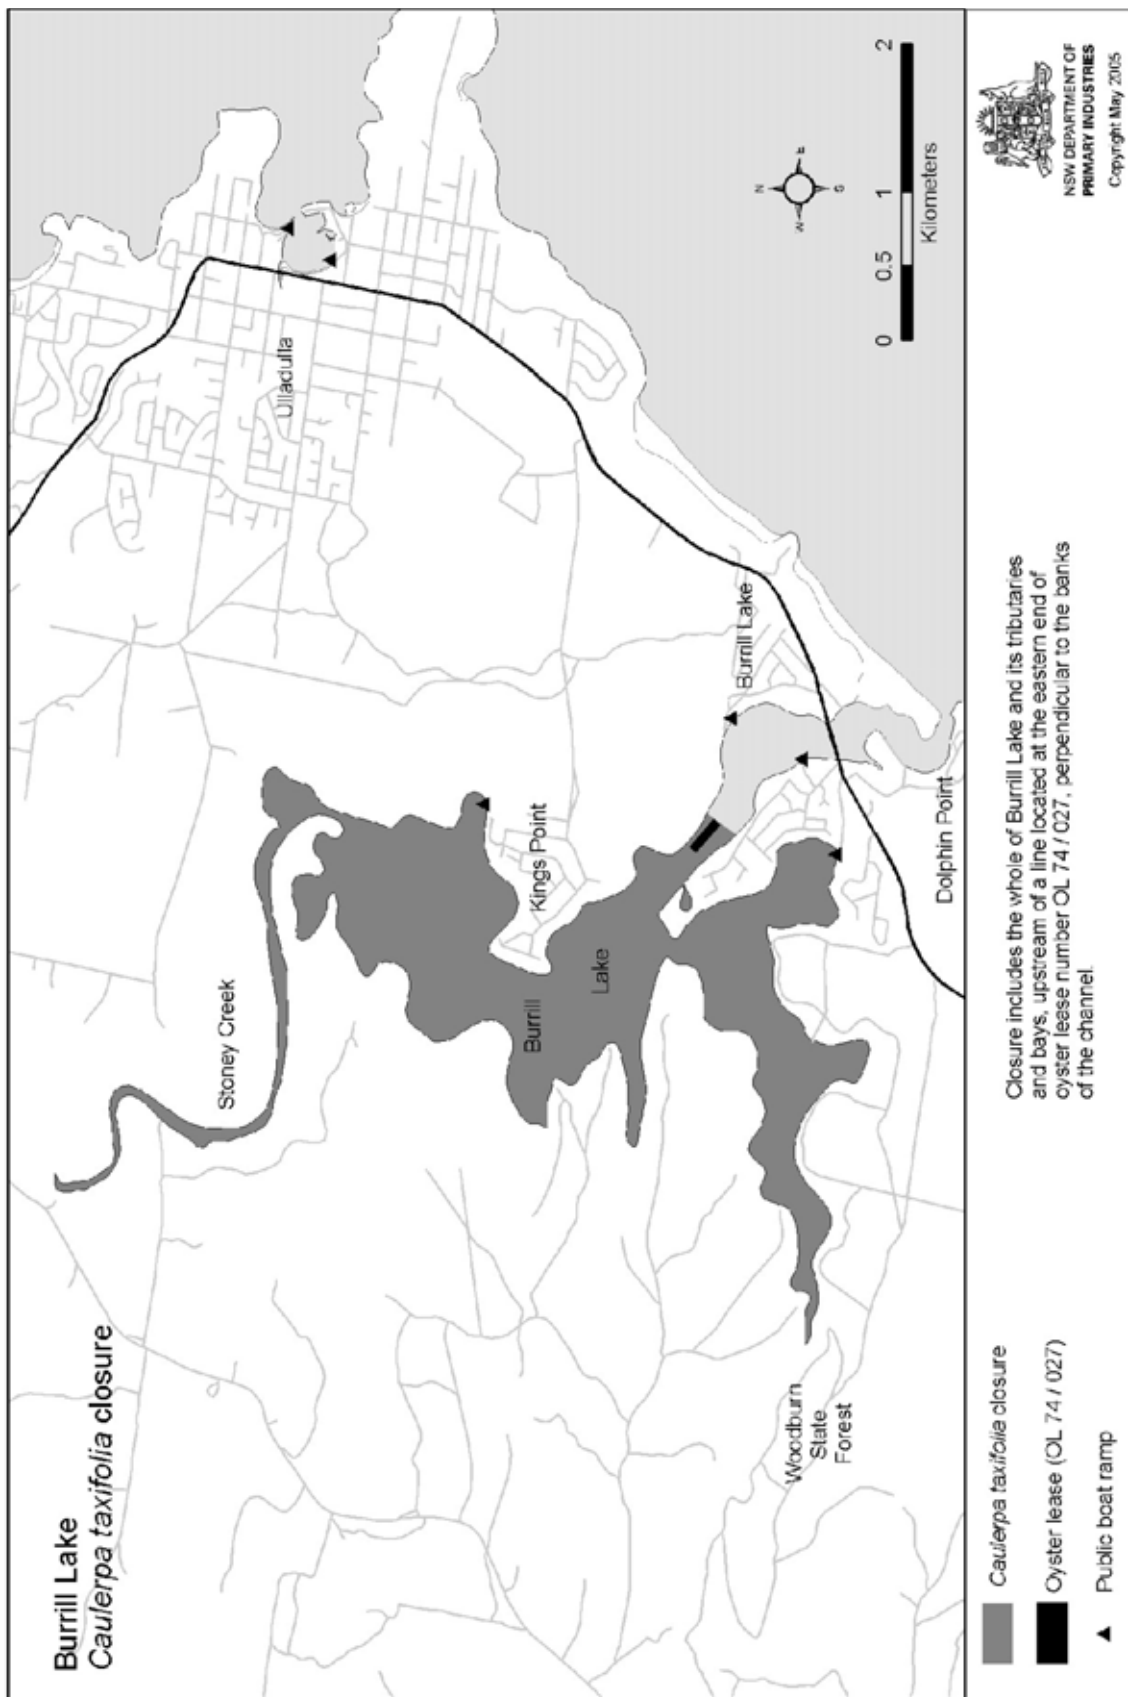 Burrill Lake
Caulerpa taxifolia closure
Stoney Creek
Ulladulla
Kings Point
Burrill
Lake
Burrill Lake
Woodburn
State
Forest
Dolphin Point
N
W
E
S
0
0.5
1
2
Kilometers
Caulerpa taxifolia closure
Oyster lease (OL 74 / 027)
Public boat ramp
Closure includes the whole of Burrill Lake and its tributaries
and bays, upstream of a line located at the eastern end of
oyster lease number OL 74 / 027, perpendicular to the banks
of the channel.
NSW DEPARTMENT OF
PRIMARY INDUSTRIES
Copyright May 2005